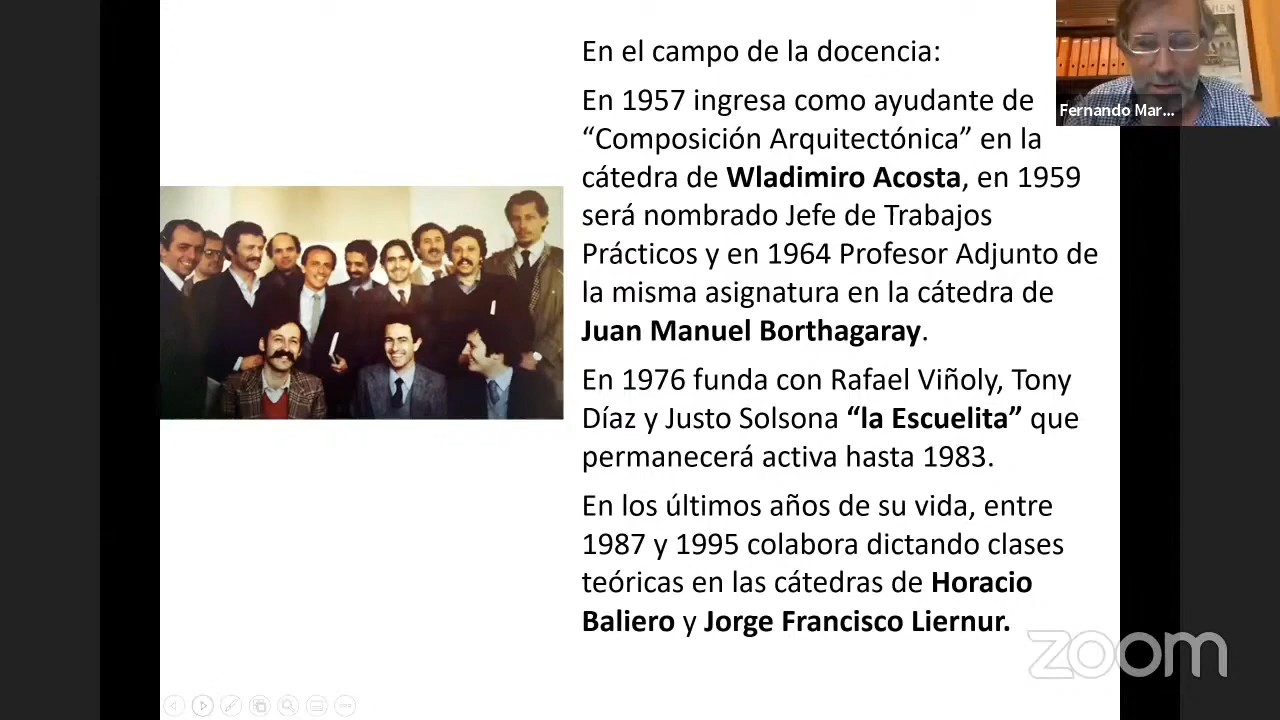 En el campo de la docencia:
En 1957 ingresa como ayudante de
“Composición Arquitectónica” en la
cátedra de Wladimiro Acosta, en 1959
será nombrado Jefe de Trabajos
Prácticos y en 1964 Profesor Adjunto de
la misma asignatura en la cátedra de
Juan Manuel Borthagaray.
En 1976 funda con Rafael Viñoly, Tony
Díaz y Justo Solsona “la Escuelita” que
permanecerá activa hasta 1983.
En los últimos años de su vida, entre
1987 y 1995 colabora dictando clases
teóricas en las cátedras de Horacio
Baliero y Jorge Francisco Liernur.
Fernando Mar...
zoom